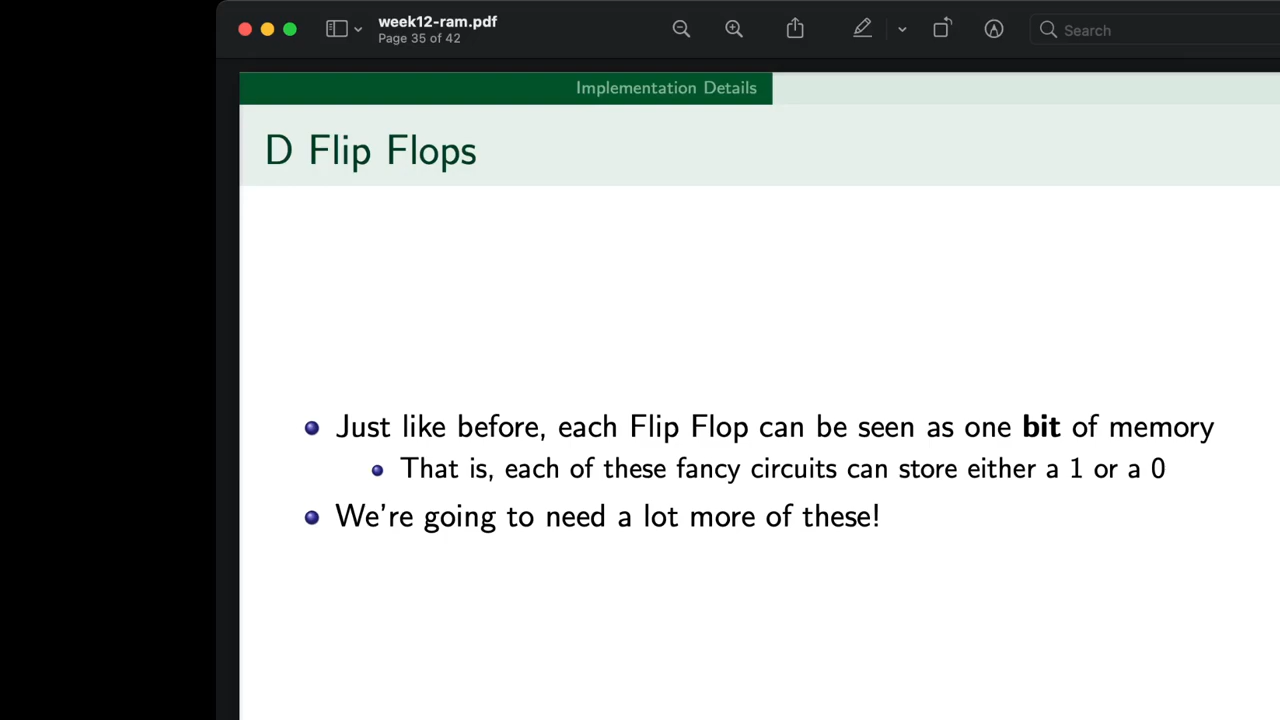 week12-ram.pdf
Page 35 of 42
Search
Implementation Details
D Flip Flops
Just like before, each Flip Flop can be seen as one bit of memory
That is, each of these fancy circuits can store either a 1 or a 0
We're going to need a lot more of these!